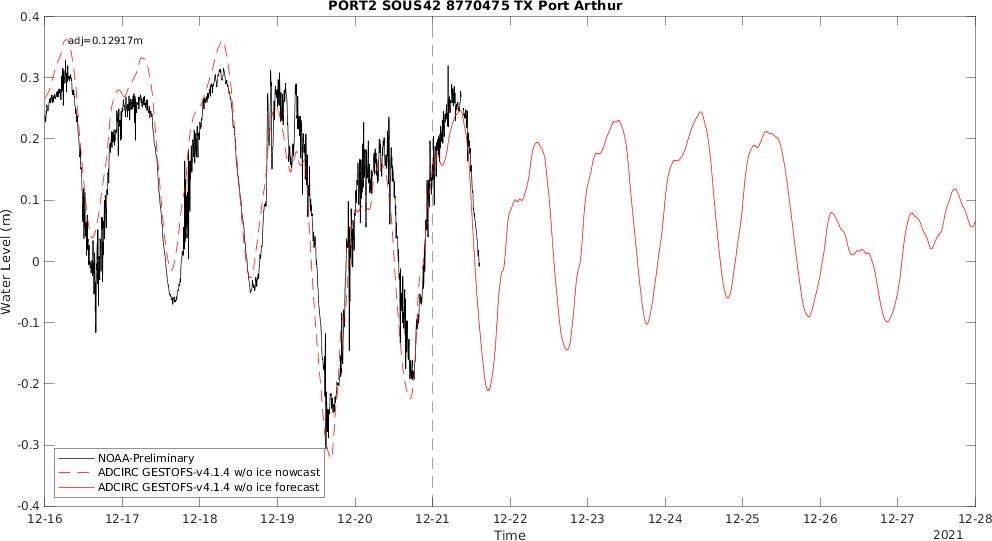 PORT2 SOUS42 8770475 TX Port Arthur
adj=0.12917m
0.4
0.3
0.2
0.1
0
-0.1
-0.2
-0.3
-0.4
Water Level (m)
NOAA-Preliminary
ADCIRC GESTOFS-v4.1.4 w/o ice nowcast
ADCIRC GESTOFS-v4.1.4 w/o ice forecast
12-16 12-17 12-18 12-19 12-20 12-21 12-22 12-23 12-24 12-25 12-26 12-27 12-28
Time
2021